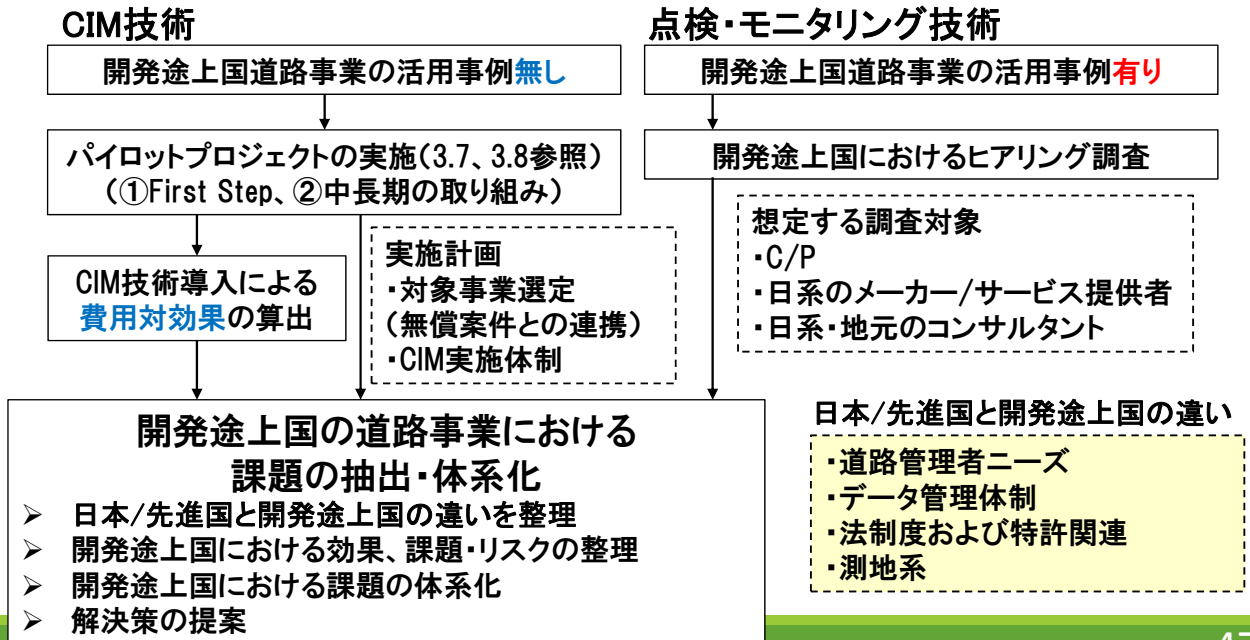 CIM技術
開発途上国道路事業の活用事例無し
パイロットプロジェクトの実施(3.7、3.8参照)
(①First Step、②中長期の取り組み)
CIM技術導入による
費用対効果の算出
実施計画
・対象事業選定
(無償案件との連携)
・CIM実施体制
点検・モニタリング技術
開発途上国道路事業の活用事例有り
開発途上国におけるヒアリング調査
想定する調査対象
・C/P
・日系のメーカー/サービス提供者
・日系・地元のコンサルタント
開発途上国の道路事業における
課題の抽出・体系化
➢ 日本/先進国と開発途上国の違いを整理
➢ 開発途上国における効果、課題・リスクの整理
➢ 開発途上国における課題の体系化
➢ 解決策の提案
日本/先進国と開発途上国の違い
・道路管理者ニーズ
・データ管理体制
・法制度および特許関連
・測地系